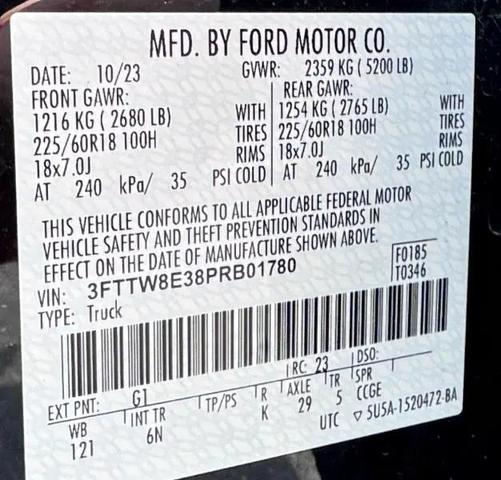 MFD. BY FORD MOTOR CO.
DATE: 10/23 GVWR: 2359 KG ( 5200 LB)
FRONT GAWR: REAR GAWR:
1216 KG ( 2680 LB) WITH 1254 KG ( 2765 LB) WITH
225/60R18 100H TIRES 225/60R18 100H TIRES
18x7.0J RIMS 18x7.0J RIMS
AT 240 kPa/ 35 PSI COLD AT 240 kPa/ 35 PSI COLD
THIS VEHICLE CONFORMS TO ALL APPLICABLE FEDERAL MOTOR
VEHICLE SAFETY AND THEFT PREVENTION STANDARDS IN
EFFECT ON THE DATE OF MANUFACTURE SHOWN ABOVE.
VIN: 3FTTW8E38PRB01780 F0185
TYPE: Truck T0346
EXT PNT: G1 RC: 23 DSO:
WB INT TR TP/PS R AXLE TR SPR
121 6N K 29 5 CCGE
UTC ▽ 5U5A-1520472-BA